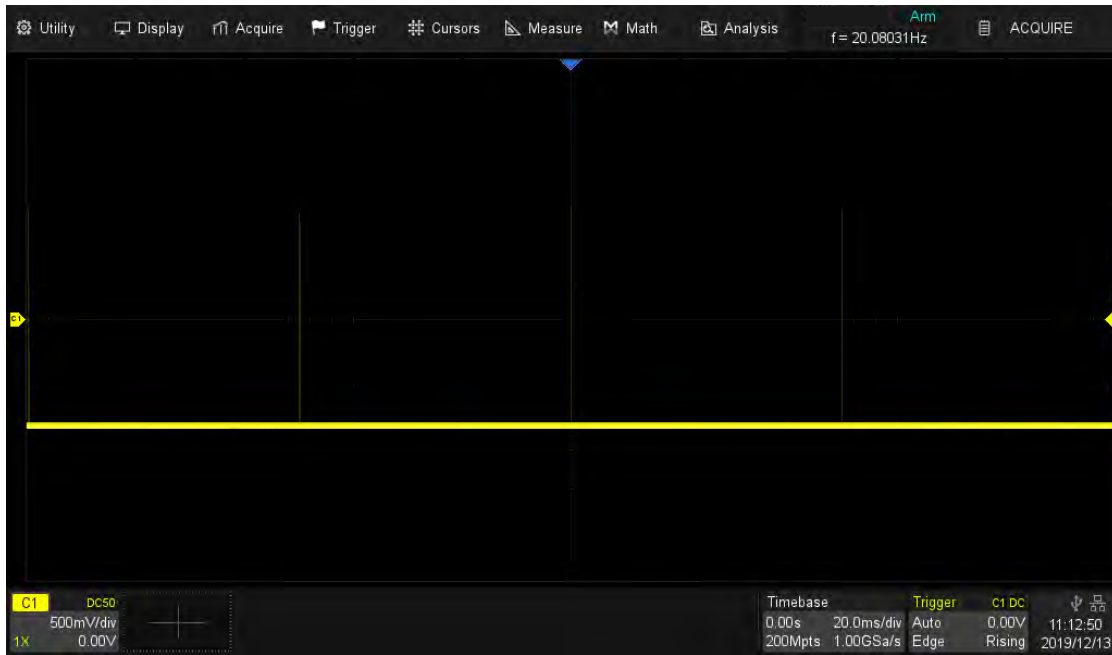 Utility Display Acquire Trigger Cursors Measure Math Analysis Arm ACQUIRE
f = 20.08031Hz
C1
C1 DC50
500mV/div
1X 0.00V
Timebase
0.00s 20.0ms/div
200Mpts 1.00GSa/s
Trigger C1 DC
Auto 0.00V
Edge Rising
11:12:50
2019/12/13